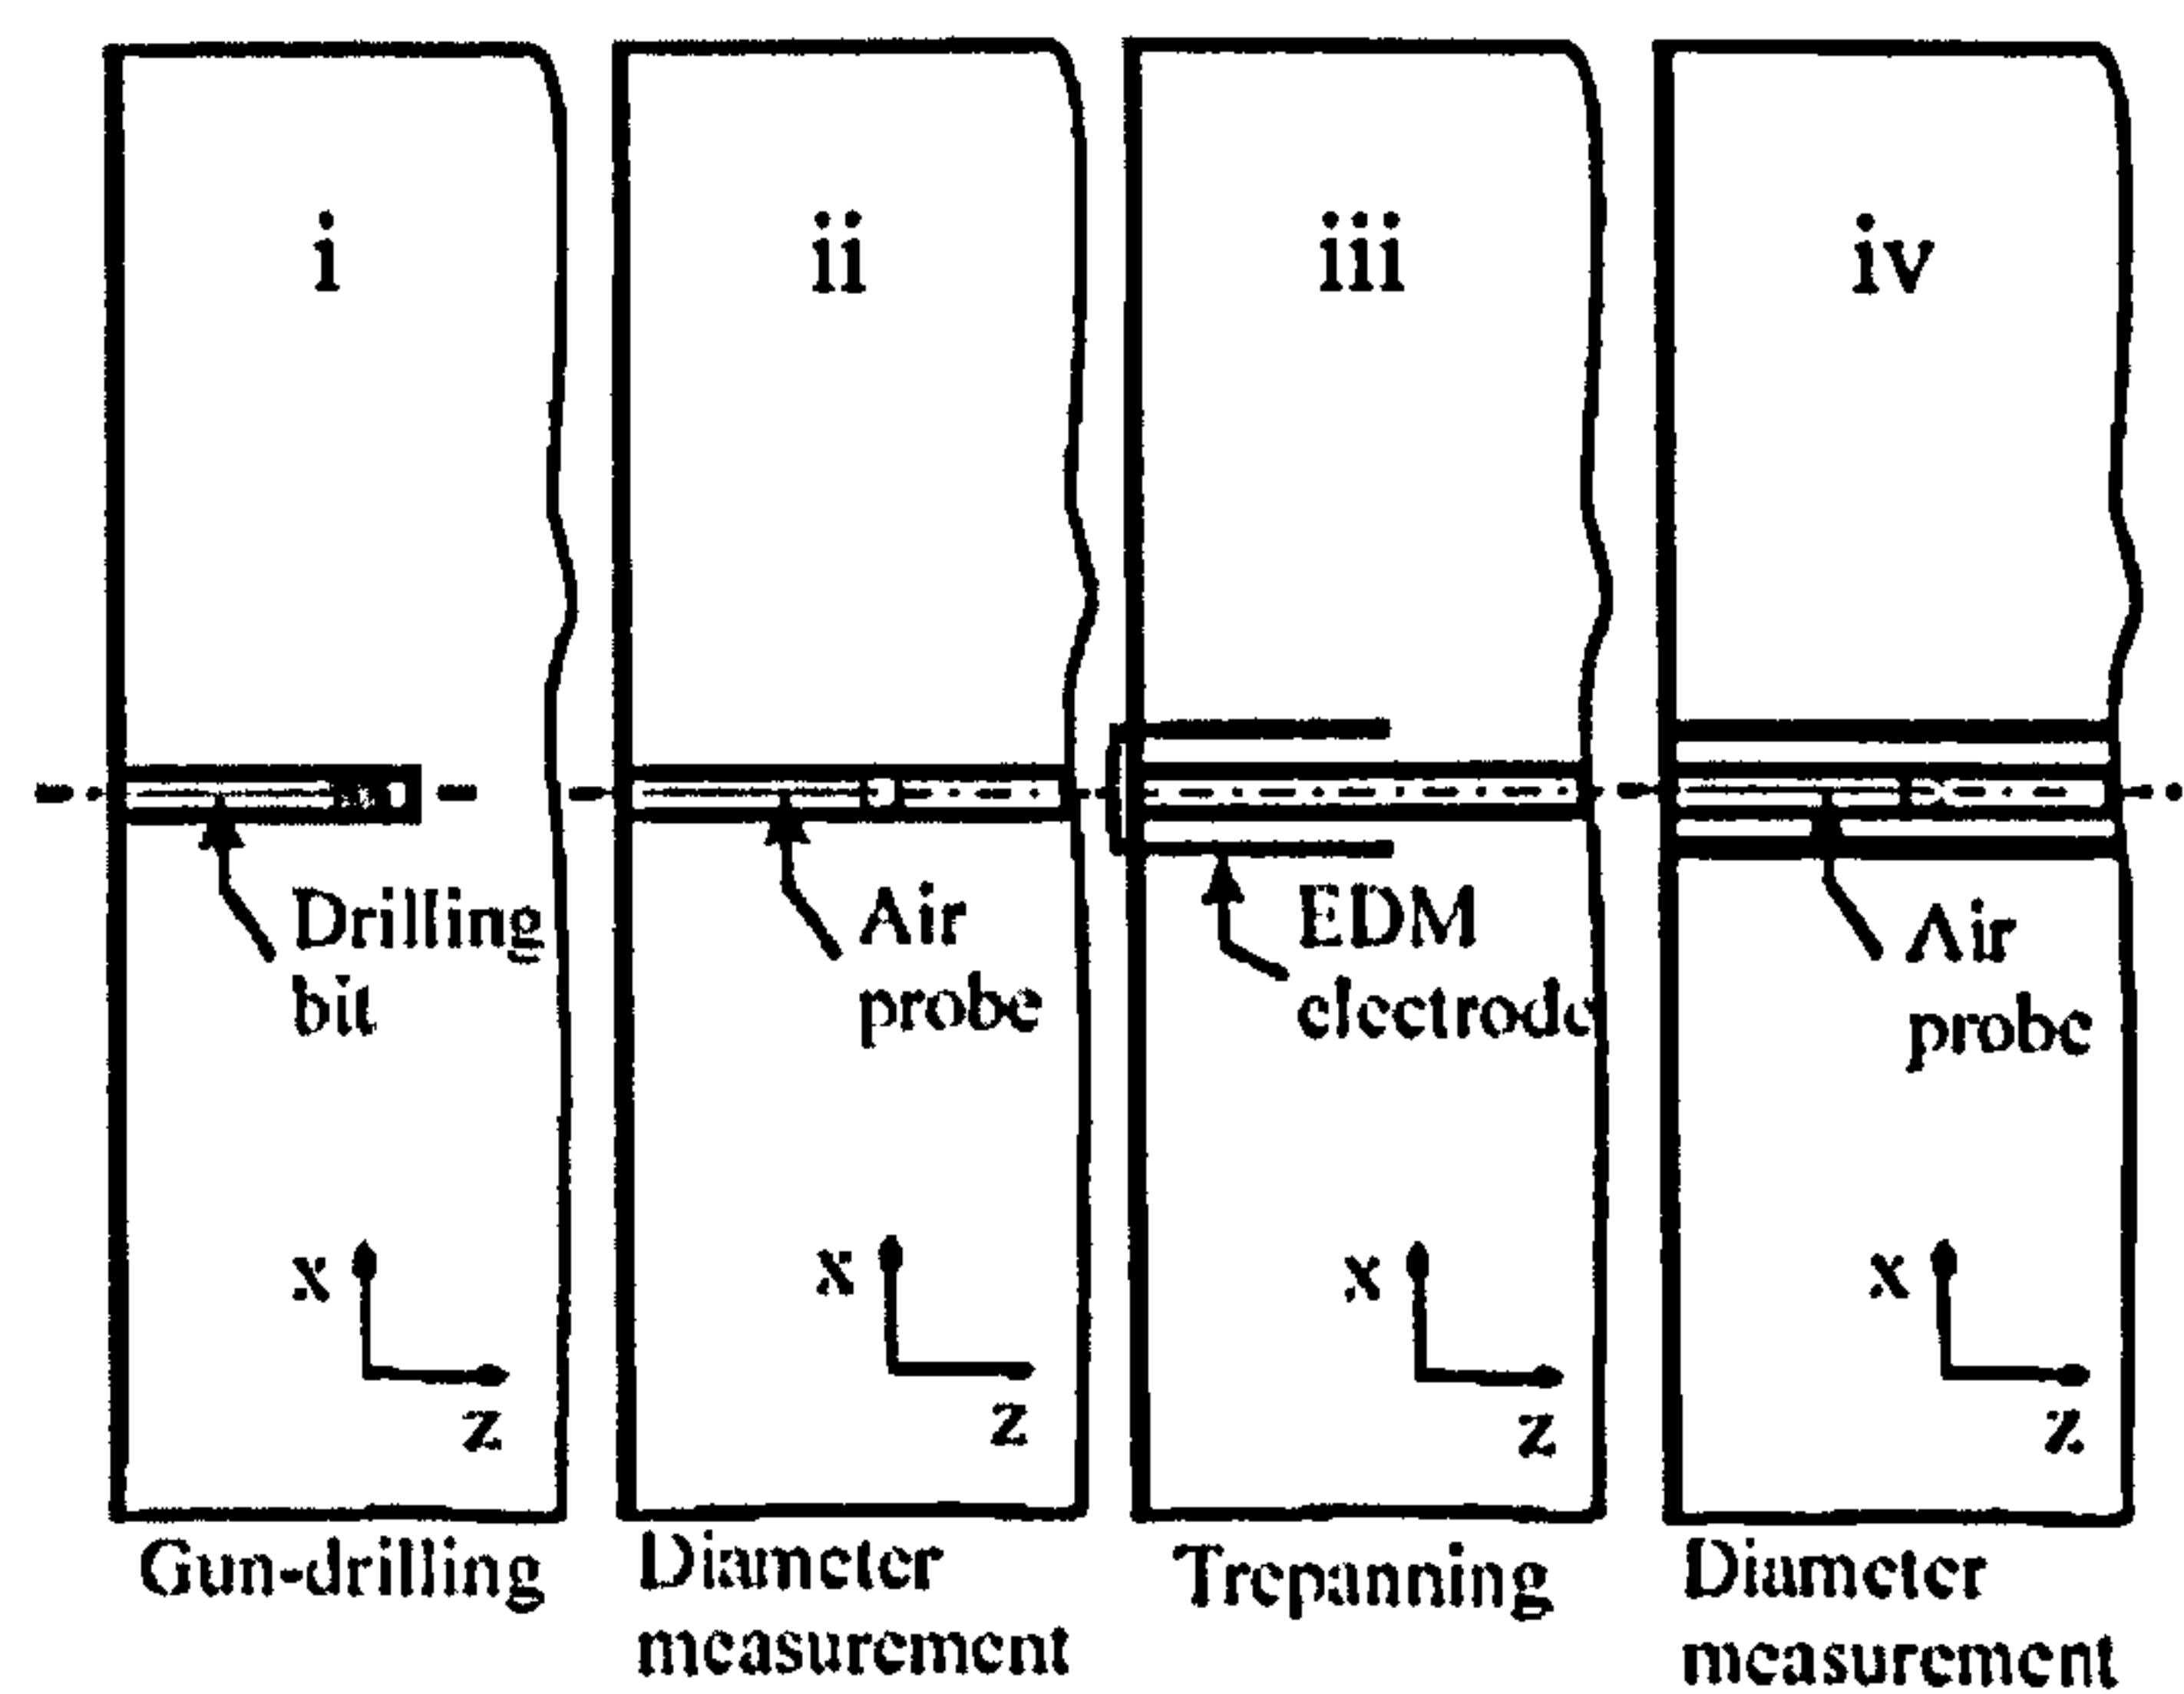 i
ii
iii
iv
Drilling
bit
Air
probe
EDM
electrode
Air
probe
x
z
x
z
x
z
x
z
Gun-drilling
Diameter
measurement
Trepanning
Diameter
measurement